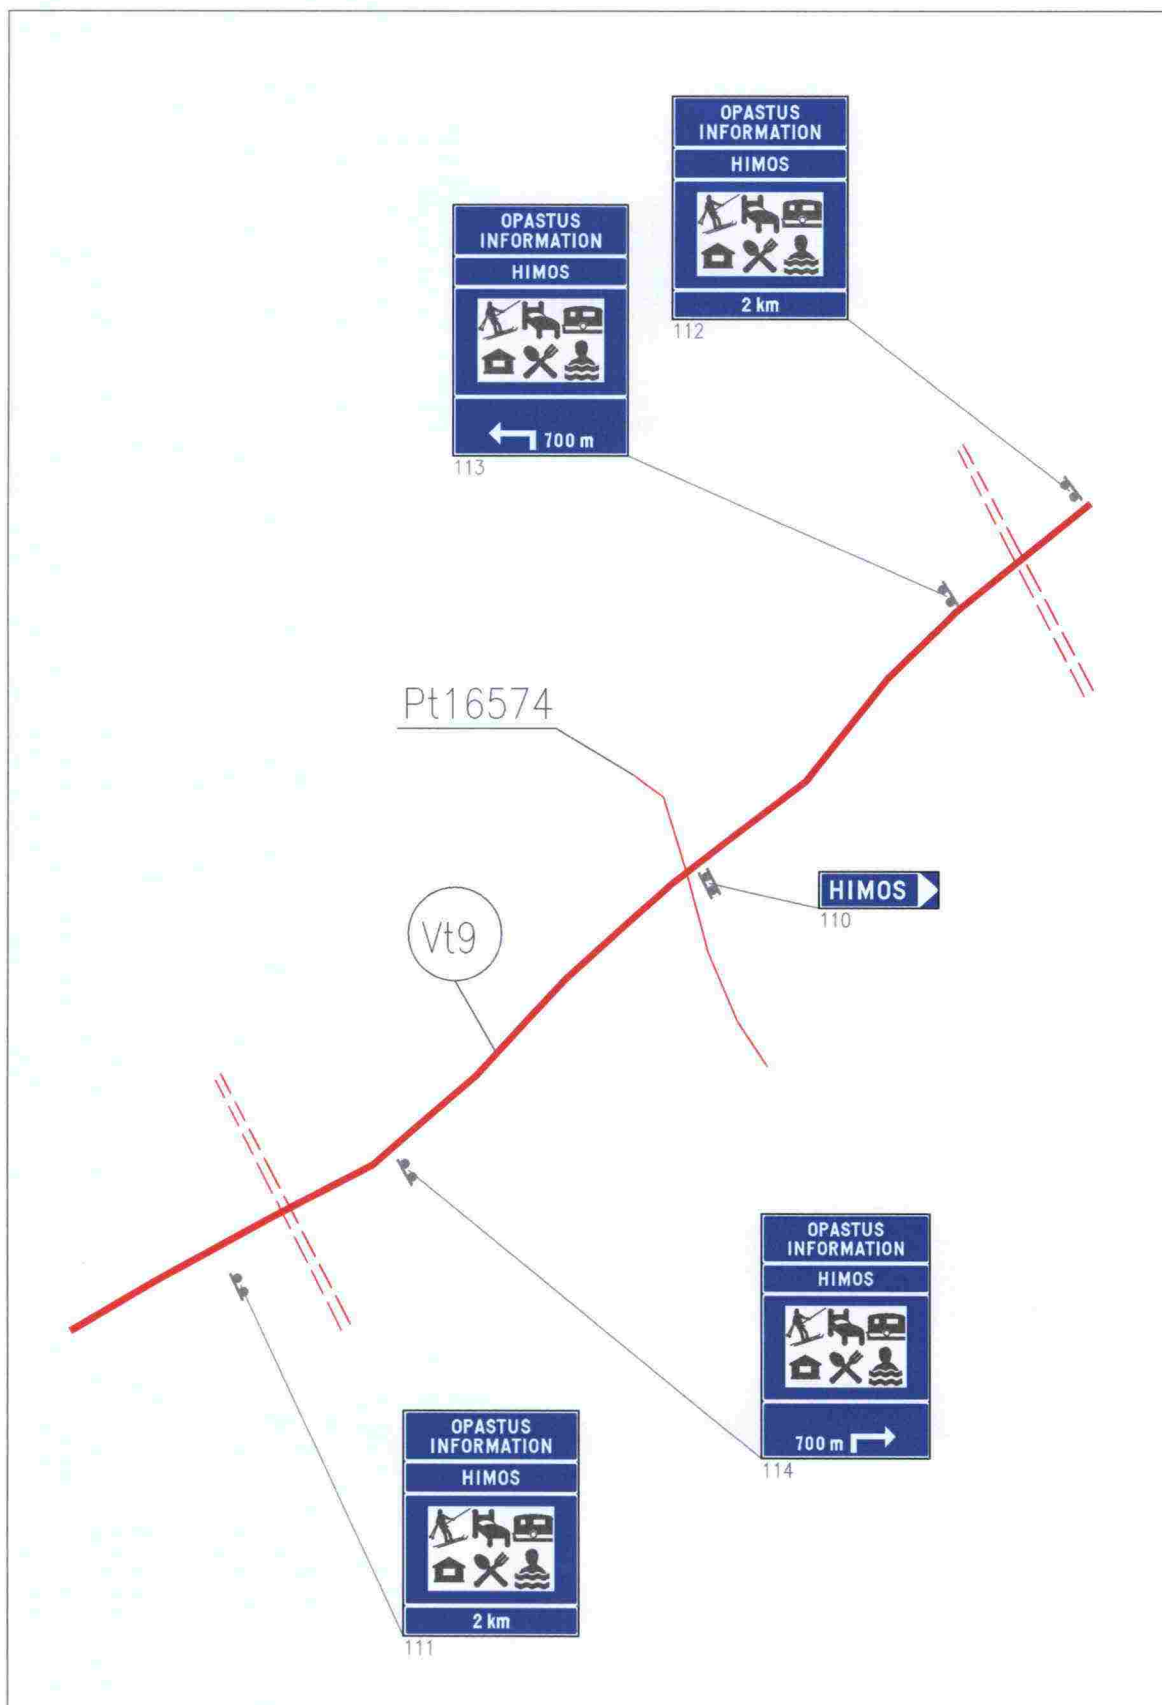 OPASTUS
INFORMATION
HIMOS
2 km
112
OPASTUS
INFORMATION
HIMOS
700 m
113
Pt16574
HIMOS
110
Vt9
OPASTUS
INFORMATION
HIMOS
700 m
114
OPASTUS
INFORMATION
HIMOS
2 km
111